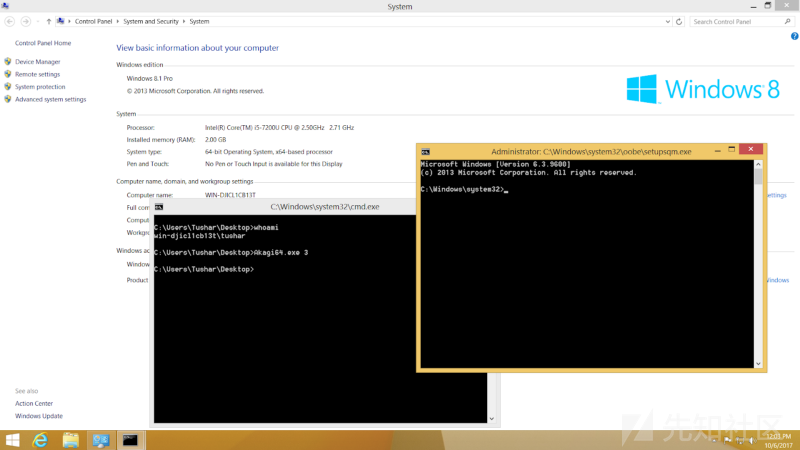 System
Control Panel
System and Security
System
Search Control Panel
Control Panel Home
Device Manager
Remote settings
System protection
Advanced system settings
View basic information about your computer
Windows edition
Windows 8.1 Pro
© 2013 Microsoft Corporation. All rights reserved.
Windows 8
System
Processor: Intel(R) Core(TM) i5-7200U CPU @ 2.50GHz 2.71 GHz
Installed memory (RAM): 2.00 GB
System type: 64-bit Operating System, x64-based processor
Pen and Touch: No Pen or Touch Input is available for this Display
Computer name, domain, and workgroup settings
Computer name: WIN-DJICL1CB13T
Full com
Comput
Workgr
Windows ac
Windo
Product
ettings
Windows
C:\Windows\system32\cmd.exe
C:\Users\Tushar\Desktop>whoami
win-djicl1cb13t\tushar
C:\Users\Tushar\Desktop>Akagi64.exe 3
C:\Users\Tushar\Desktop>
Administrator: C:\Windows\system32\oobe\setupsqm.exe
Microsoft Windows [Version 6.3.9600]
(c) 2013 Microsoft Corporation. All rights reserved.
C:\Windows\system32>
See also
Action Center
Windows Update
先知社区
12:03 PM
10/6/2017